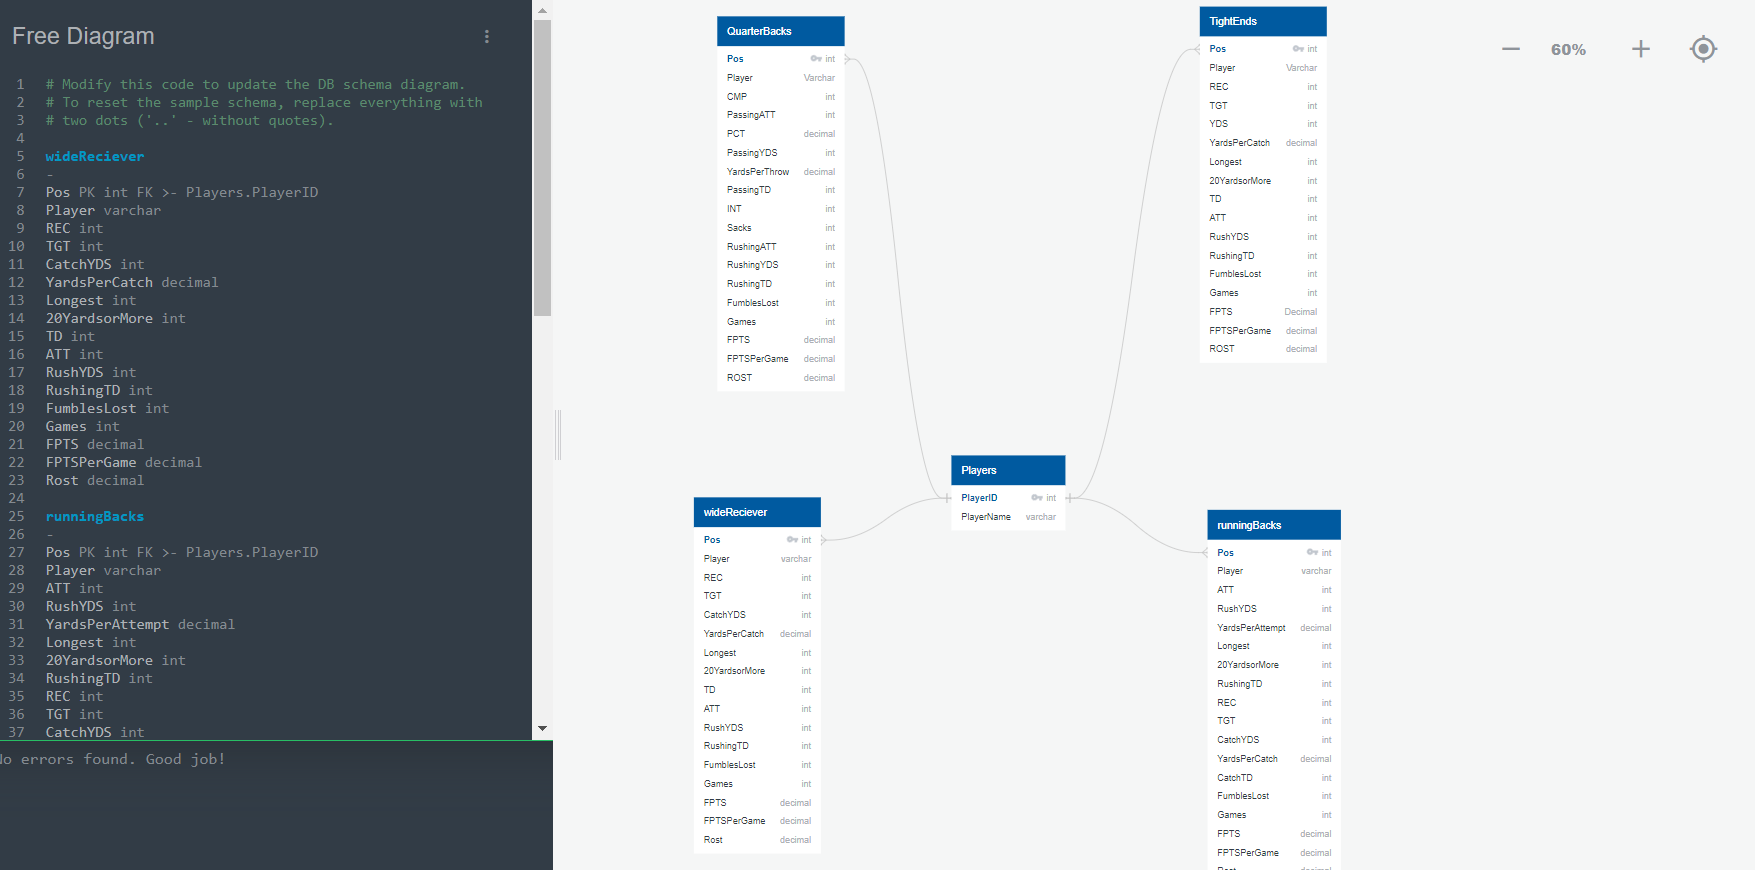 Free Diagram
1 # Modify this code to update the DB schema diagram.
2 # To reset the sample schema, replace everything with
3 # two dots ('..' - without quotes).
4
5 wideReciever
6 -
7 Pos PK int FK >- Players.PlayerID
8 Player varchar
9 REC int
10 TGT int
11 CatchYDS int
12 YardsPerCatch decimal
13 Longest int
14 20YardsorMore int
15 TD int
16 ATT int
17 RushYDS int
18 RushingTD int
19 FumblesLost int
20 Games int
21 FPTS decimal
22 FPTSPerGame decimal
23 Rost decimal
24
25 runningBacks
26 -
27 Pos PK int FK >- Players.PlayerID
28 Player varchar
29 ATT int
30 RushYDS int
31 YardsPerAttempt decimal
32 Longest int
33 20YardsorMore int
34 RushingTD int
35 REC int
36 TGT int
37 CatchYDS int
No errors found. Good job!
QuarterBacks
Pos int
Player Varchar
CMP int
PassingATT int
PCT decimal
PassingYDS int
YardsPerThrow decimal
PassingTD int
INT int
Sacks int
RushingATT int
RushingYDS int
RushingTD int
FumblesLost int
Games int
FPTS decimal
FPTSPerGame decimal
ROST decimal
TightEnds
Pos int
Player Varchar
REC int
TGT int
YDS int
YardsPerCatch decimal
Longest int
20YardsorMore int
TD int
ATT int
RushYDS int
RushingTD int
FumblesLost int
Games int
FPTS Decimal
FPTSPerGame decimal
ROST decimal
60%
Players
PlayerID int
PlayerName varchar
wideReciever
Pos int
Player varchar
REC int
TGT int
CatchYDS int
YardsPerCatch decimal
Longest int
20YardsorMore int
TD int
ATT int
RushYDS int
RushingTD int
FumblesLost int
Games int
FPTS decimal
FPTSPerGame decimal
Rost decimal
runningBacks
Pos int
Player varchar
ATT int
RushYDS int
YardsPerAttempt decimal
Longest int
20YardsorMore int
RushingTD int
REC int
TGT int
CatchYDS int
YardsPerCatch decimal
CatchTD int
FumblesLost int
Games int
FPTS decimal
FPTSPerGame decimal